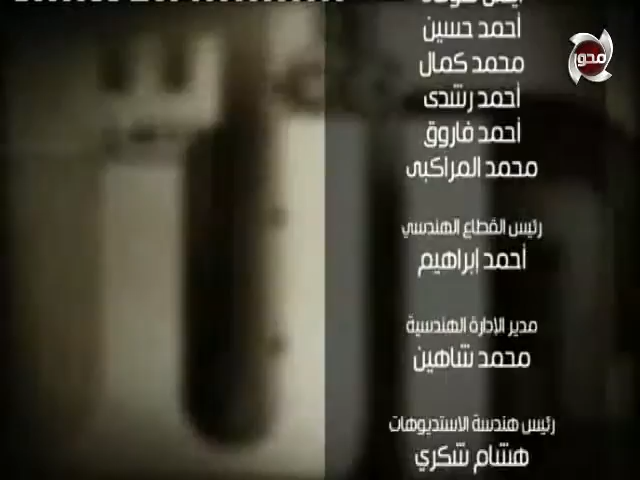 أحمد حسين
محور
محمد كمال
أحمد رشدى
أحمد فاروق
محمد المراكبى
رئيس القطاع الهندسي
أحمد إبراهيم
مدير الإدارة الهندسية
محمد شاهين
رئيس هندسة الاستديوهات
هشام شكري